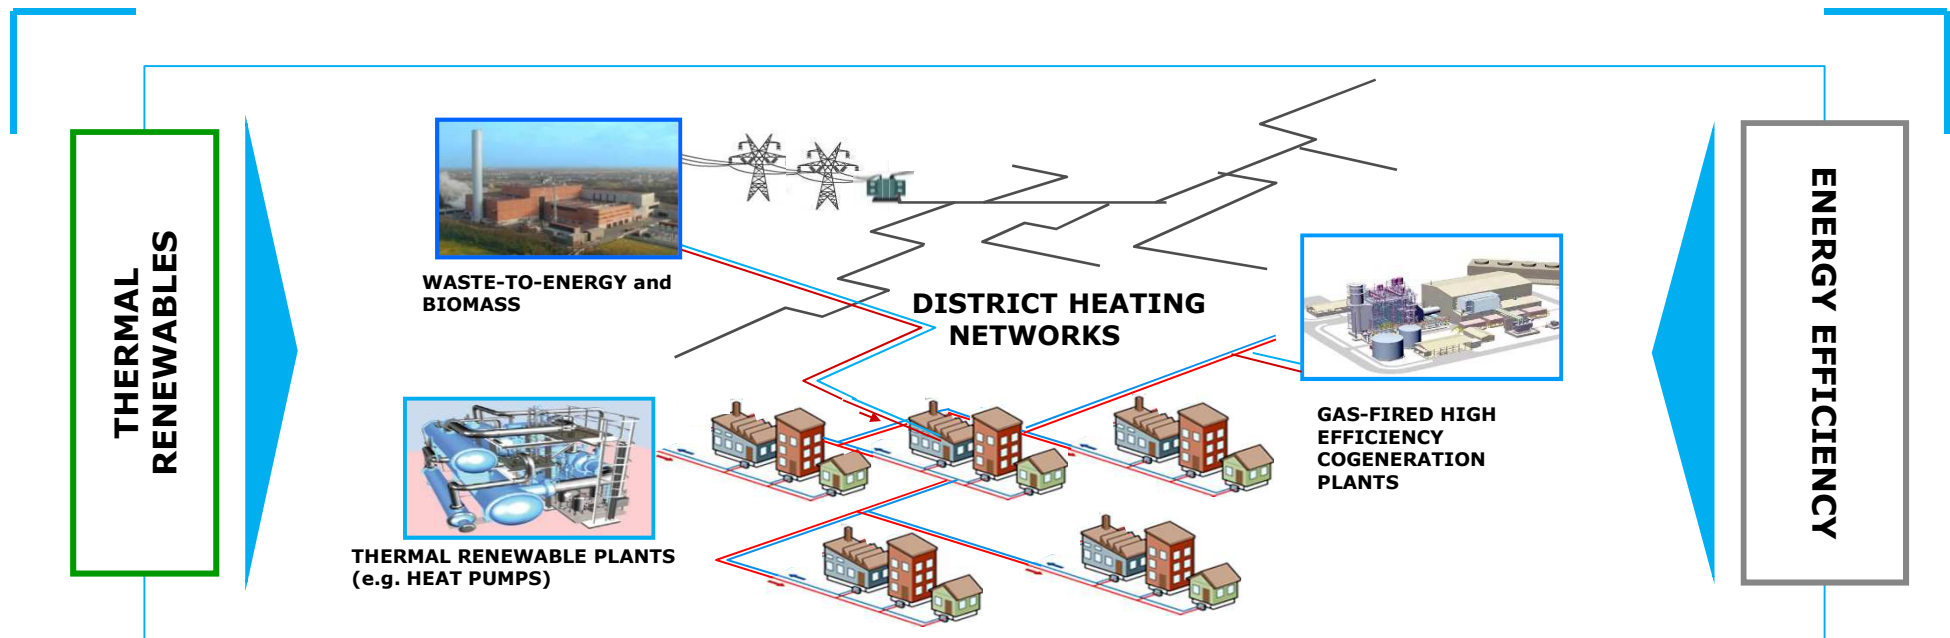 THERMAL
RENEWABLES
WASTE-TO-ENERGY and
BIOMASS
DISTRICT HEATING
NETWORKS
THERMAL RENEWABLE PLANTS
(e.g. HEAT PUMPS)
GAS-FIRED HIGH
EFFICIENCY
COGENERATION
PLANTS
ENERGY EFFICIENCY